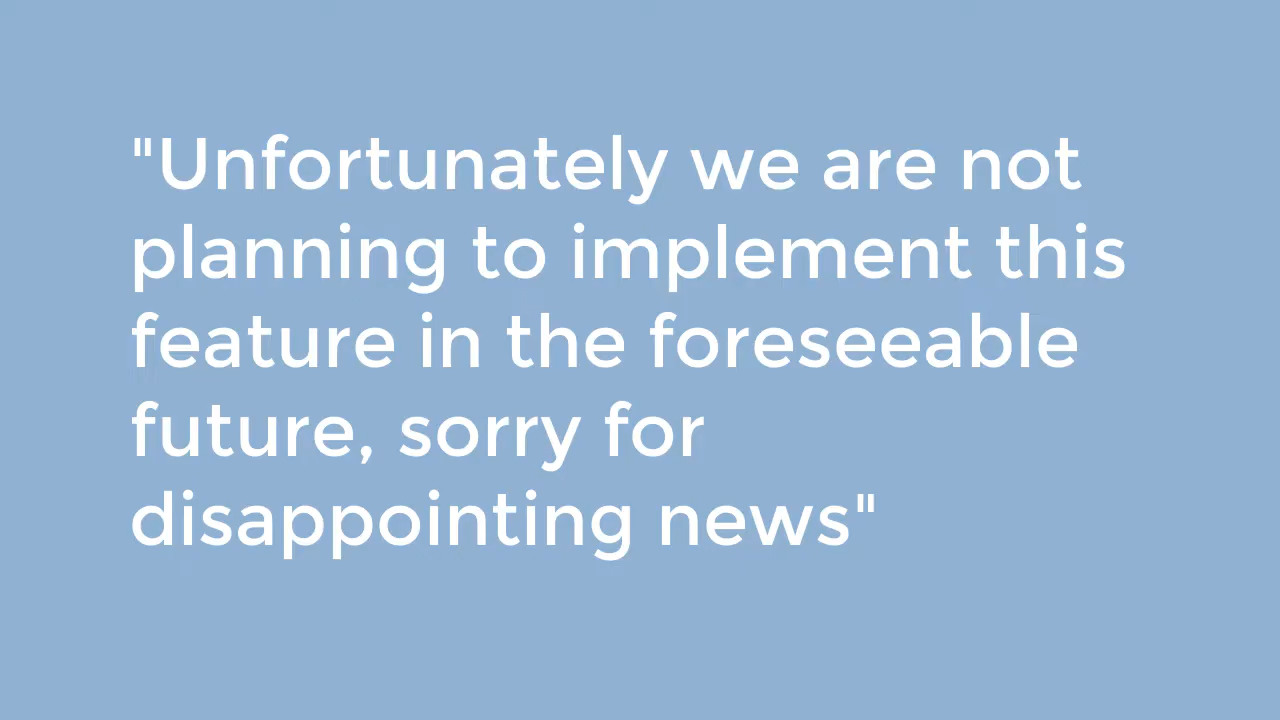 "Unfortunately we are not
planning to implement this
feature in the foreseeable
future, sorry for
disappointing news"